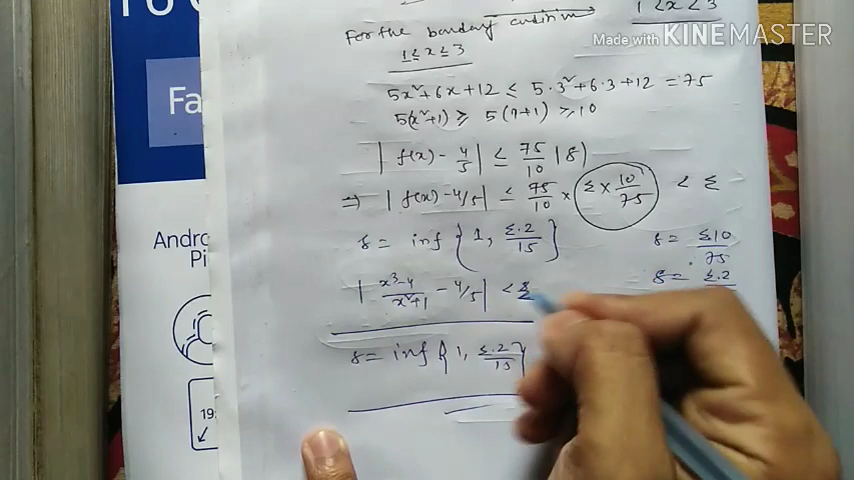 1 < x < 3
Made with KINEMASTER
For the boundary condition
1 ≤ x ≤ 3
5x²+6x+12 ≤ 5·3²+6·3+12 = 75
5(x²+1) ≥ 5(1+1) ≥ 10
| f(x) - 4/5 | ≤ 75/10 |δ|
⇒ | f(x) - 4/5 | ≤ 75/10 × Σ × 10/75 < Σ
δ = inf { 1, Σ·2/15 }
δ = Σ10/75
δ = Σ·2
| x³-4/x²+1 - 4/5 | < Σ
δ = inf { 1, Σ·2/15 }
Fa
Andro
Pi
19